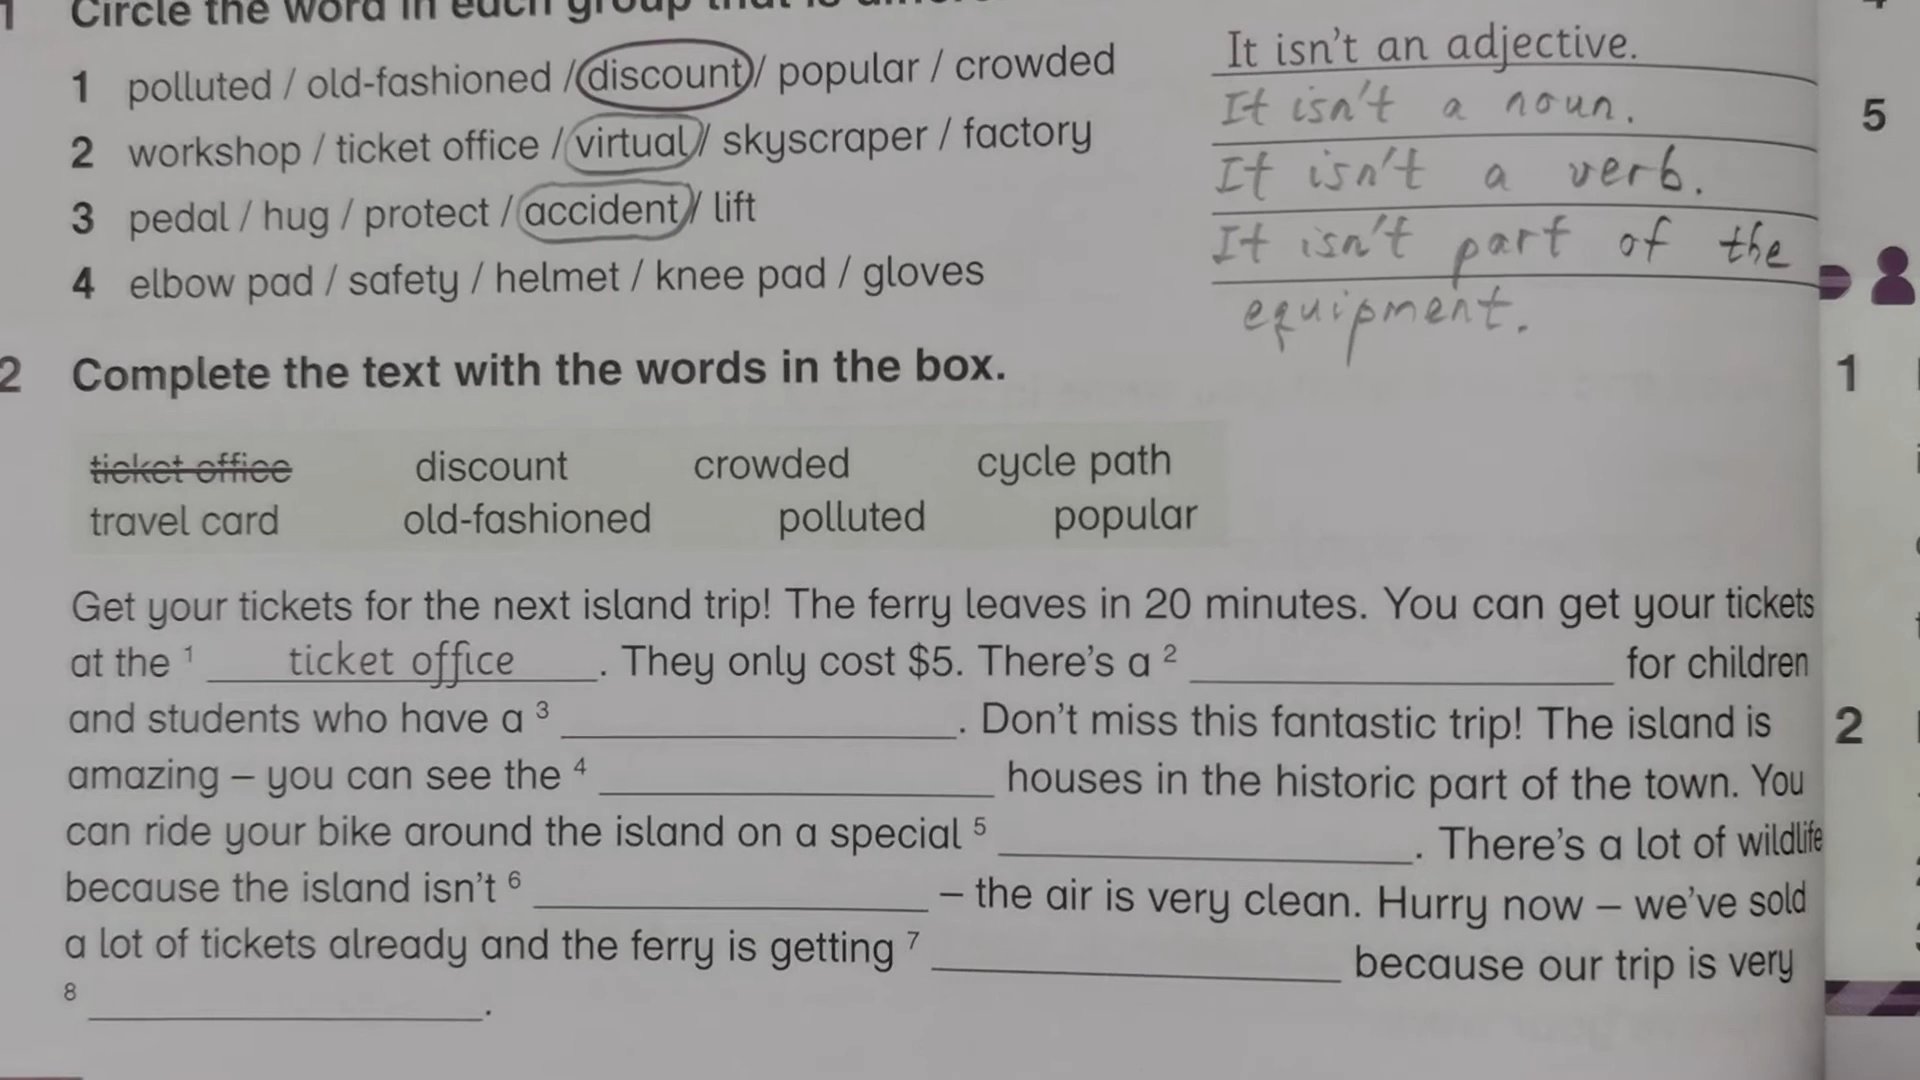 1 Circle the word in each group that is
1 polluted / old-fashioned / discount / popular / crowded
It isn't an adjective.
2 workshop / ticket office / virtual / skyscraper / factory
It isn't a noun.
3 pedal / hug / protect / accident / lift
It isn't a verb.
4 elbow pad / safety / helmet / knee pad / gloves
It isn't part of the
equipment.
2 Complete the text with the words in the box.
ticket office discount crowded cycle path
travel card old-fashioned polluted popular
Get your tickets for the next island trip! The ferry leaves in 20 minutes. You can get your tickets
at the 1 ticket office. They only cost $5. There's a 2 ____ for children
and students who have a 3 ____. Don't miss this fantastic trip! The island is
amazing – you can see the 4 ____ houses in the historic part of the town. You
can ride your bike around the island on a special 5 ____. There's a lot of wildlife
because the island isn't 6 ____ – the air is very clean. Hurry now – we've sold
a lot of tickets already and the ferry is getting 7 ____ because our trip is very
8 ____.
5
1
2